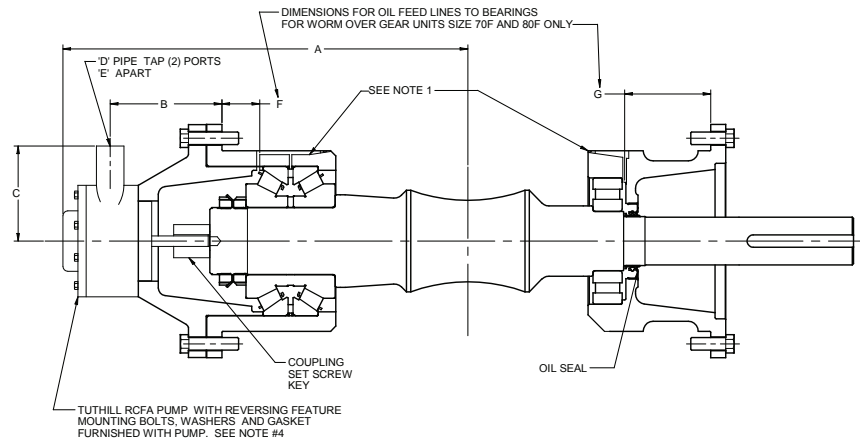 DIMENSIONS FOR OIL FEED LINES TO BEARINGS
FOR WORM OVER GEAR UNITS SIZE 70F AND 80F ONLY
A
'D' PIPE TAP (2) PORTS
'E' APART
B
F
SEE NOTE 1
G
C
COUPLING
SET SCREW
KEY
OIL SEAL
TUTHILL RCFA PUMP WITH REVERSING FEATURE
MOUNTING BOLTS, WASHERS AND GASKET
FURNISHED WITH PUMP. SEE NOTE #4